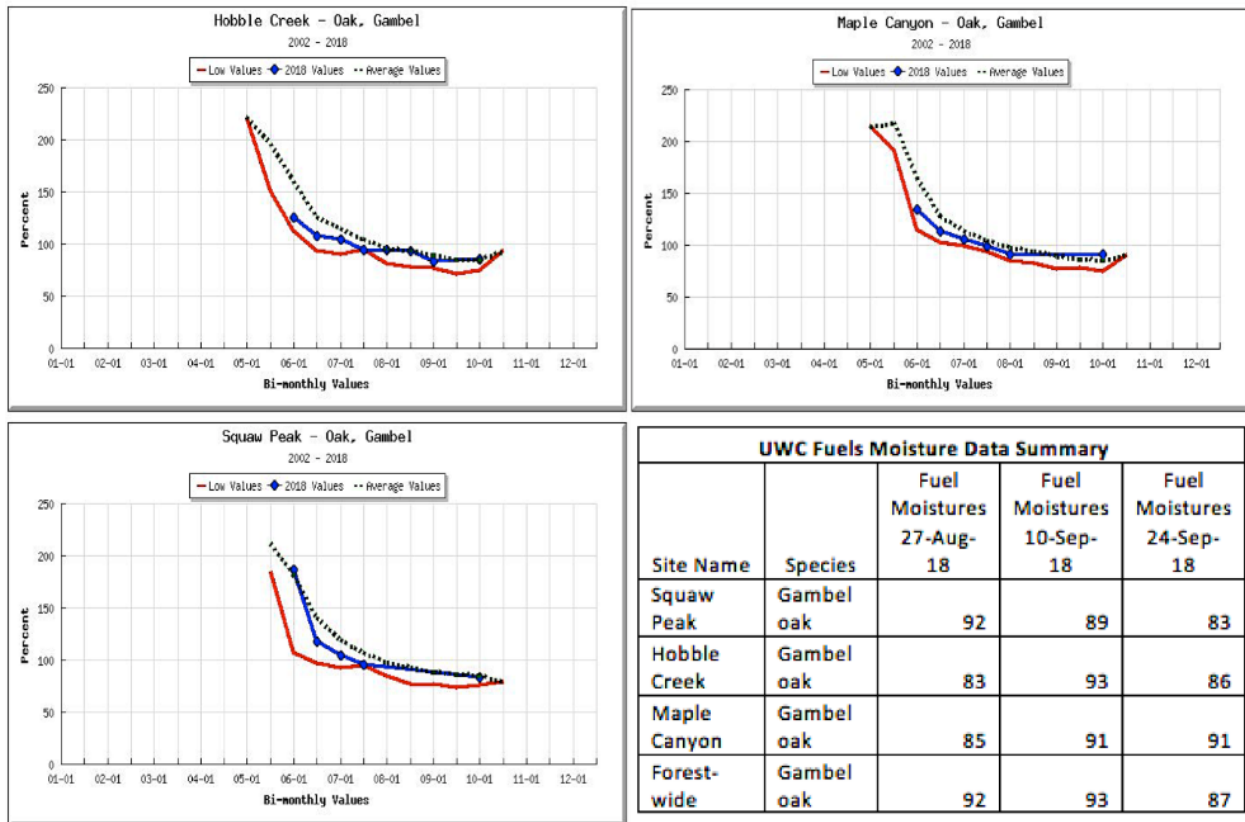 Hobble Creek - Oak, Gambel
2002 - 2018
Low Values 2018 Values Average Values
250
200
150
100
50
0
Percent
01-01 02-01 03-01 04-01 05-01 06-01 07-01 08-01 09-01 10-01 11-01 12-01
Bi-monthly Values
Maple Canyon - Oak, Gambel
2002 - 2018
Low Values 2018 Values Average Values
250
200
150
100
50
0
Percent
01-01 02-01 03-01 04-01 05-01 06-01 07-01 08-01 09-01 10-01 11-01 12-01
Bi-monthly Values
Squaw Peak - Oak, Gambel
2002 - 2018
Low Values 2018 Values Average Values
250
200
150
100
50
0
Percent
01-01 02-01 03-01 04-01 05-01 06-01 07-01 08-01 09-01 10-01 11-01 12-01
Bi-monthly Values
UWC Fuels Moisture Data Summary
Fuel Fuel Fuel
Moistures Moistures Moistures
27-Aug- 10-Sep- 24-Sep-
Site Name Species 18 18 18
Squaw Gambel
Peak oak 92 89 83
Hobble Gambel
Creek oak 83 93 86
Maple Gambel
Canyon oak 85 91 91
Forest- Gambel
wide oak 92 93 87